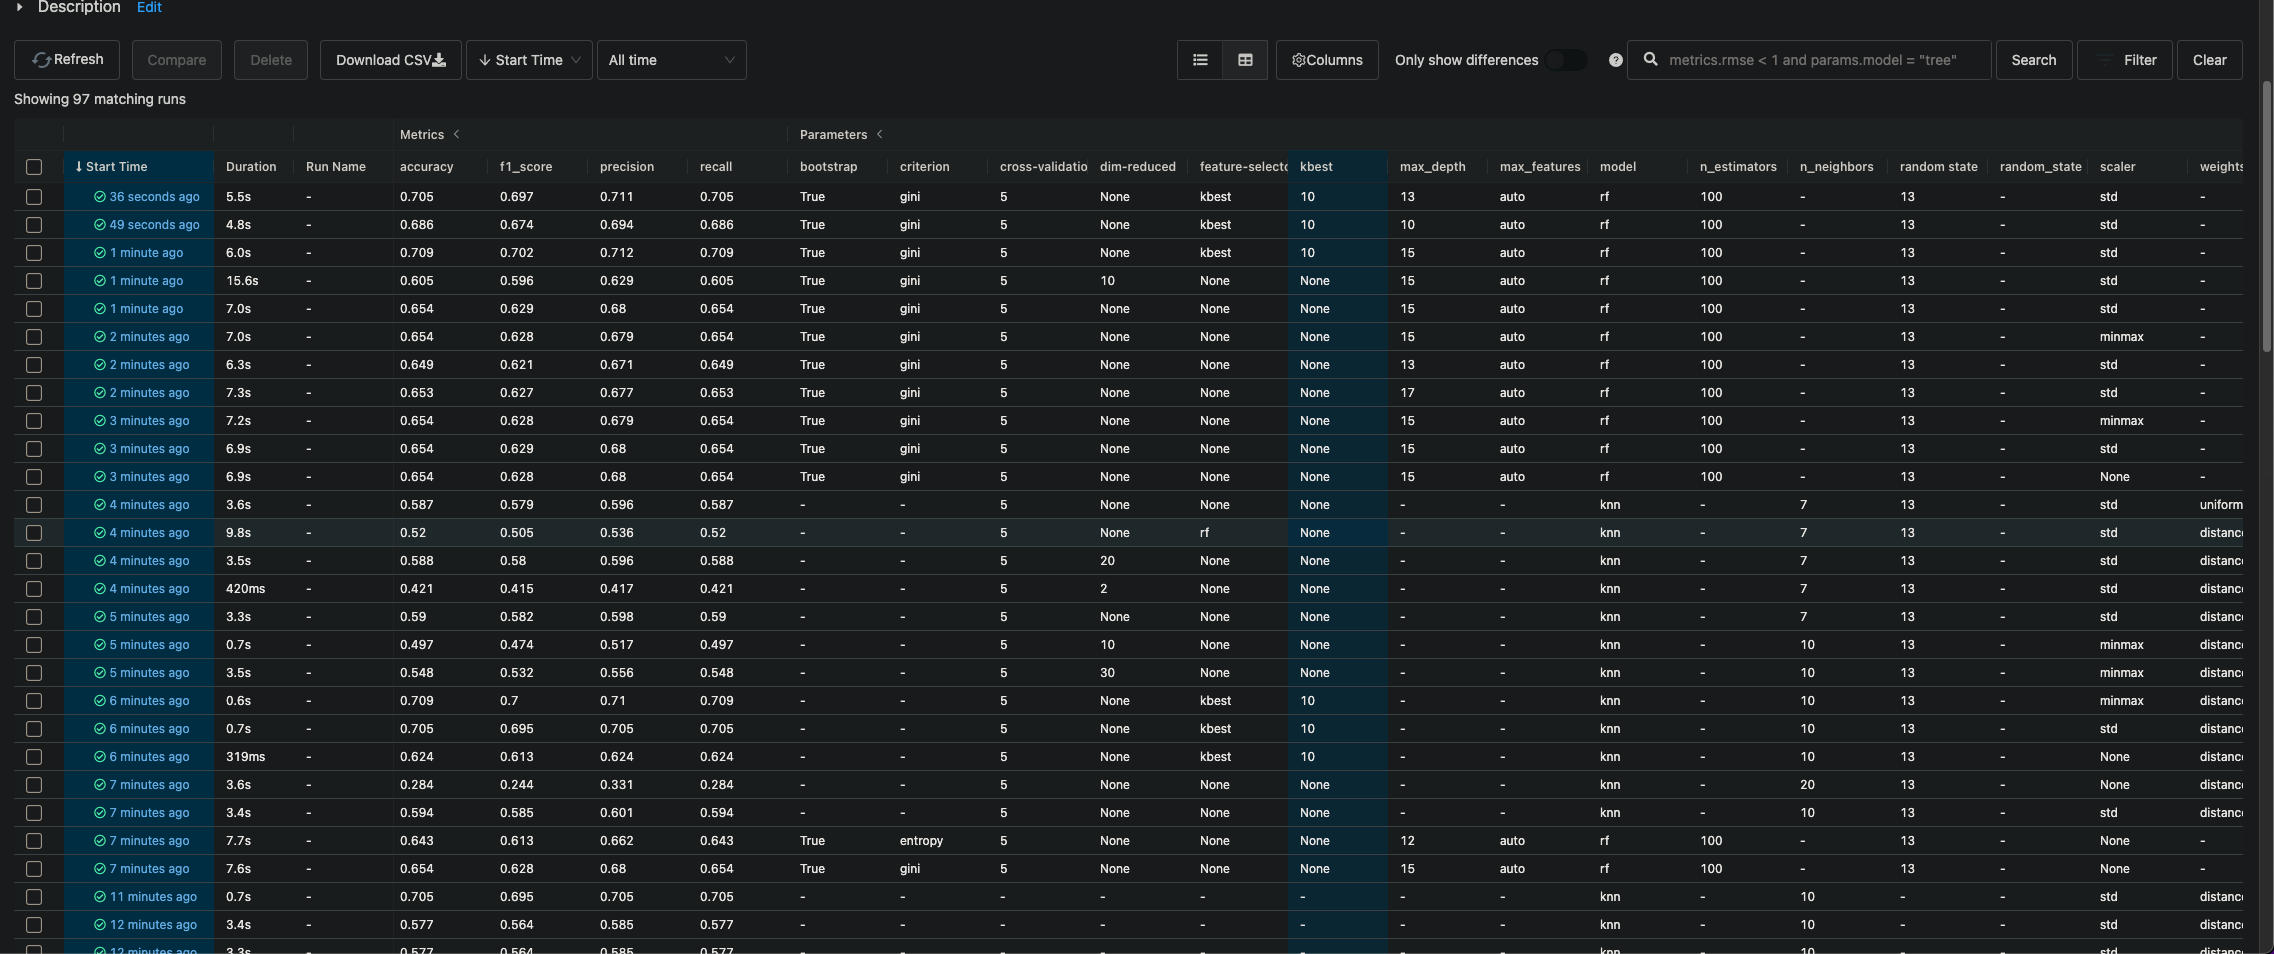 Description Edit
Refresh Compare Delete Download CSV Start Time All time Columns Only show differences metrics.rmse < 1 and params.model = "tree" Search Filter Clear
Showing 97 matching runs
Metrics Parameters
Start Time Duration Run Name accuracy f1_score precision recall bootstrap criterion cross-validatio dim-reduced feature-selecto kbest max_depth max_features model n_estimators n_neighbors random state random_state scaler weights
36 seconds ago 5.5s - 0.705 0.697 0.711 0.705 True gini 5 None kbest 10 13 auto rf 100 - 13 - std -
49 seconds ago 4.8s - 0.686 0.674 0.694 0.686 True gini 5 None kbest 10 10 auto rf 100 - 13 - std -
1 minute ago 6.0s - 0.709 0.702 0.712 0.709 True gini 5 None kbest 10 15 auto rf 100 - 13 - std -
1 minute ago 15.6s - 0.605 0.596 0.629 0.605 True gini 5 10 None None 15 auto rf 100 - 13 - std -
1 minute ago 7.0s - 0.654 0.629 0.68 0.654 True gini 5 None None None 15 auto rf 100 - 13 - std -
2 minutes ago 7.0s - 0.654 0.628 0.679 0.654 True gini 5 None None None 15 auto rf 100 - 13 - minmax -
2 minutes ago 6.3s - 0.649 0.621 0.671 0.649 True gini 5 None None None 13 auto rf 100 - 13 - std -
2 minutes ago 7.3s - 0.653 0.627 0.677 0.653 True gini 5 None None None 17 auto rf 100 - 13 - std -
3 minutes ago 7.2s - 0.654 0.628 0.679 0.654 True gini 5 None None None 15 auto rf 100 - 13 - minmax -
3 minutes ago 6.9s - 0.654 0.629 0.68 0.654 True gini 5 None None None 15 auto rf 100 - 13 - std -
3 minutes ago 6.9s - 0.654 0.628 0.68 0.654 True gini 5 None None None 15 auto rf 100 - 13 - None -
4 minutes ago 3.6s - 0.587 0.579 0.596 0.587 - - 5 None None None - - knn - 7 13 - std uniform
4 minutes ago 9.8s - 0.52 0.505 0.536 0.52 - - 5 None rf None - - knn - 7 13 - std distanc
4 minutes ago 3.5s - 0.588 0.58 0.596 0.588 - - 5 20 None None - - knn - 7 13 - std distanc
4 minutes ago 420ms - 0.421 0.415 0.417 0.421 - - 5 2 None None - - knn - 7 13 - std distanc
5 minutes ago 3.3s - 0.59 0.582 0.598 0.59 - - 5 None None None - - knn - 7 13 - std distanc
5 minutes ago 0.7s - 0.497 0.474 0.517 0.497 - - 5 10 None None - - knn - 10 13 - minmax distanc
5 minutes ago 3.5s - 0.548 0.532 0.556 0.548 - - 5 30 None None - - knn - 10 13 - minmax distanc
6 minutes ago 0.6s - 0.709 0.7 0.71 0.709 - - 5 None kbest 10 - - knn - 10 13 - minmax distanc
6 minutes ago 0.7s - 0.705 0.695 0.705 0.705 - - 5 None kbest 10 - - knn - 10 13 - std distanc
6 minutes ago 319ms - 0.624 0.613 0.624 0.624 - - 5 None kbest 10 - - knn - 10 13 - None distanc
7 minutes ago 3.6s - 0.284 0.244 0.331 0.284 - - 5 None None None - - knn - 20 13 - None distanc
7 minutes ago 3.4s - 0.594 0.585 0.601 0.594 - - 5 None None None - - knn - 10 13 - std distanc
7 minutes ago 7.7s - 0.643 0.613 0.662 0.643 True entropy 5 None None None 12 auto rf 100 - 13 - None -
7 minutes ago 7.6s - 0.654 0.628 0.68 0.654 True gini 5 None None None 15 auto rf 100 - 13 - None -
11 minutes ago 0.7s - 0.705 0.695 0.705 0.705 - - - - - - - - knn - 10 - - std distanc
12 minutes ago 3.4s - 0.577 0.564 0.585 0.577 - - - - - - - - knn - 10 - - std distanc
12 minutes ago 3.3s - 0.577 0.564 0.585 0.577 - - - - - - - - knn - 10 - - std distanc